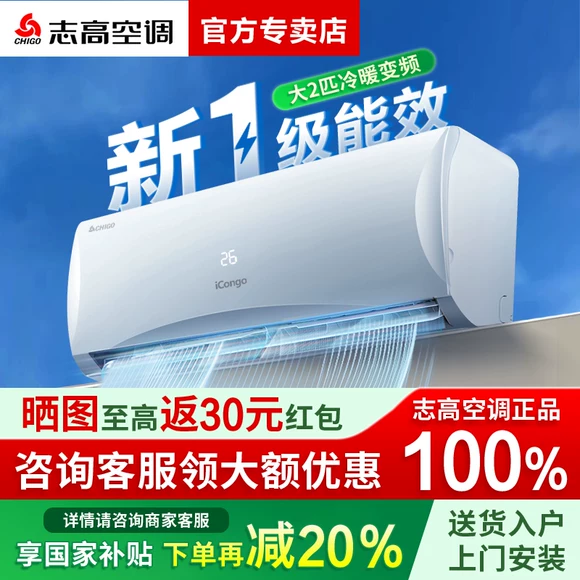 CHIGO 志高空调 官方专卖店
大2匹冷暖变频
新1级能效
CHIGO
26
iCongo
晒图至高返30元红包
志高空调正品
咨询客服领大额优惠
100%
详情请咨询商家客服
享国家补贴 下单再减20%
送货入户
上门安装